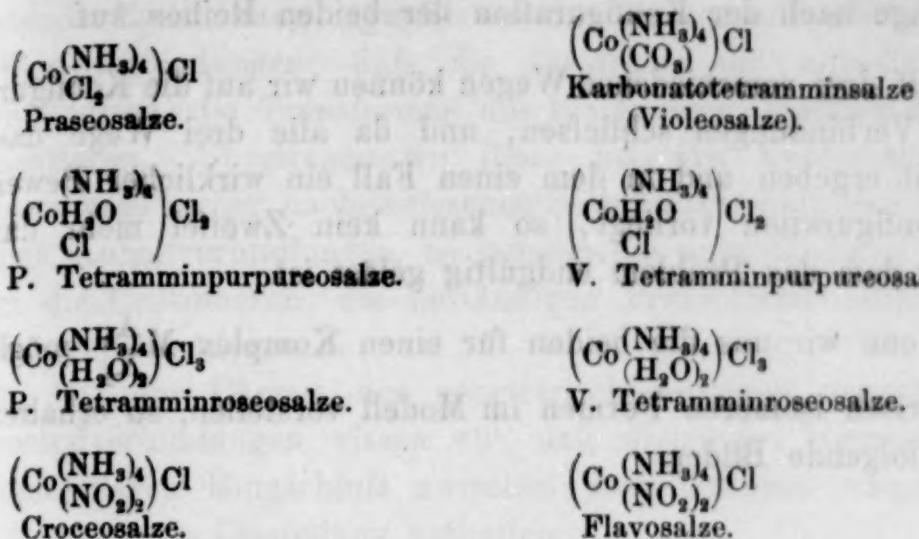 (Co(NH₃)₄ Cl₂)Cl
Praseosalze.
(Co(NH₃)₄ H₂O Cl)Cl₂
P. Tetramminpurpureosalze.
(Co(NH₃)₄ (H₂O)₂)Cl₃
P. Tetramminroseosalze.
(Co(NH₃)₄ (NO₂)₂)Cl
Croceosalze.
(Co(NH₃)₄ (CO₃))Cl
Karbonatotetramminsalze
(Violeosalze).
(Co(NH₃)₄ H₂O Cl)Cl₂
V. Tetramminpurpureosa
(Co(NH₃)₄ (H₂O)₂)Cl₃
V. Tetramminroseosalze.
(Co(NH₃)₄ (NO₂)₂)Cl
Flavosalze.